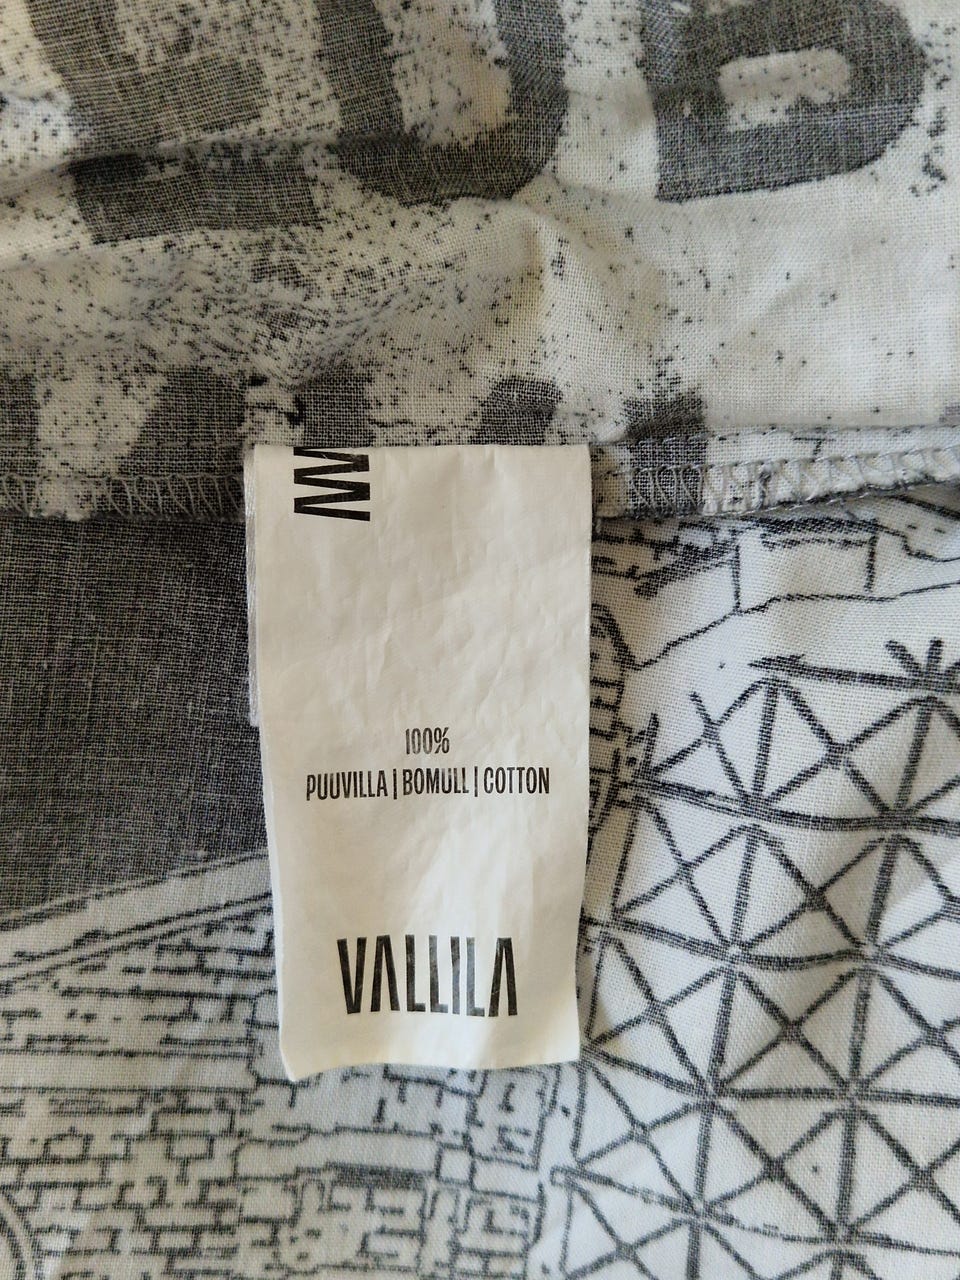 100%
PUUVILLA | BOMULL | COTTON
VALLILA